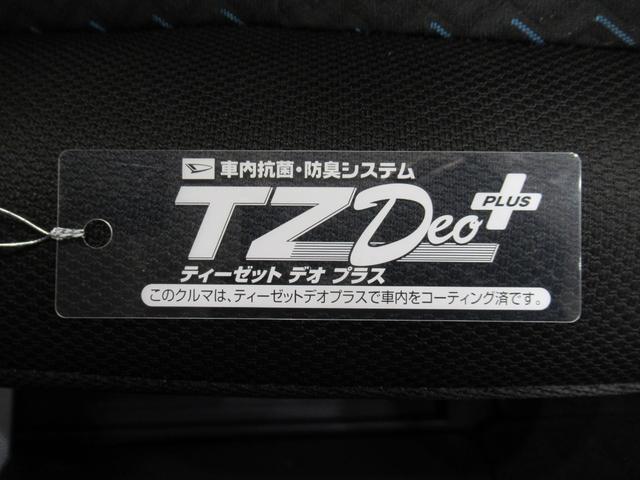 車内抗菌・防臭システム
TZDeo PLUS
ティーゼット デオ プラス
このクルマは、ティーゼットデオプラスで車内をコーティング済です。